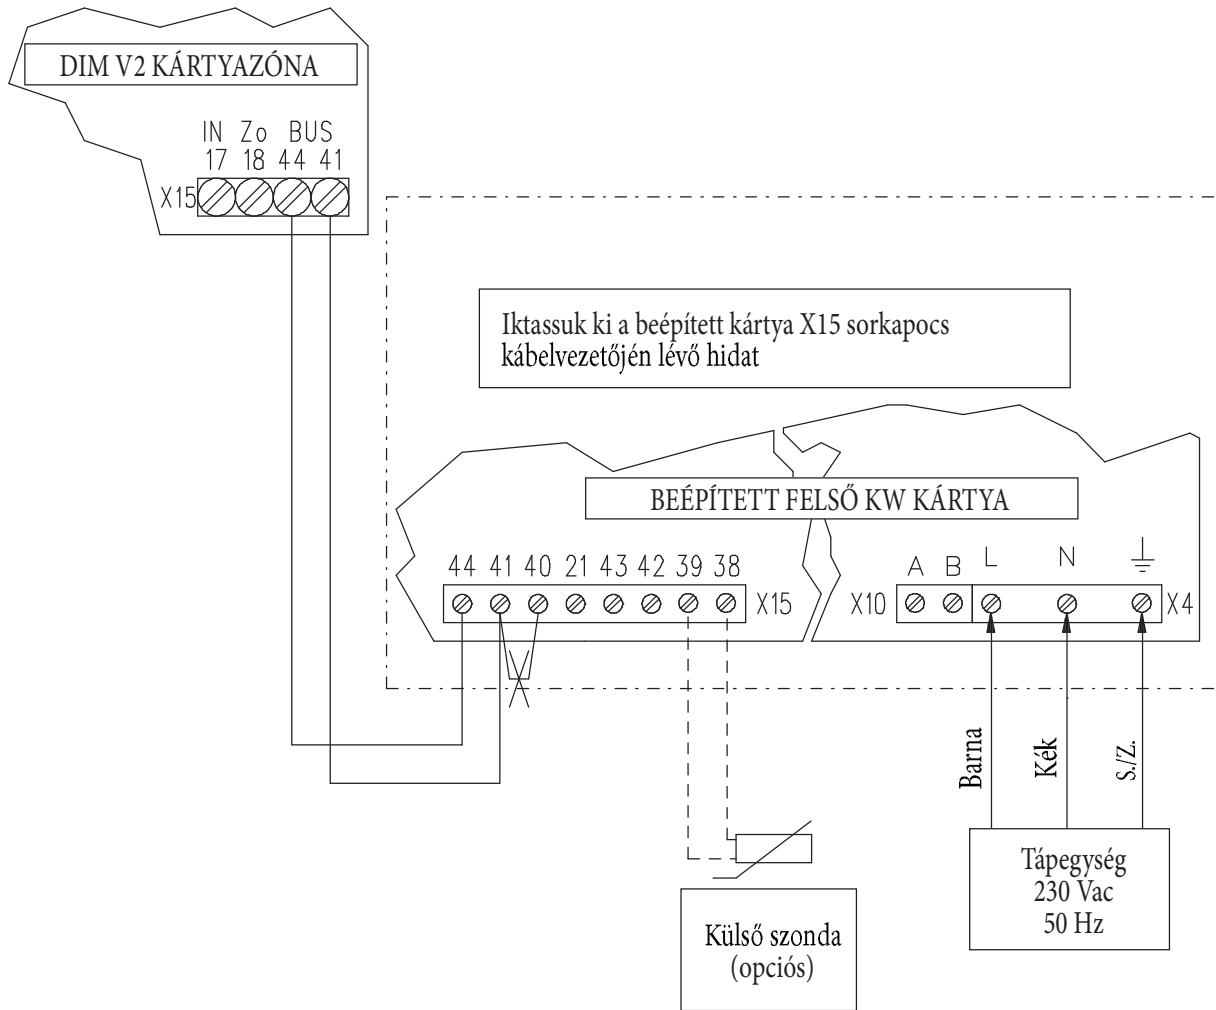 DIM V2 KÁRTYAZÓNA
IN Zo BUS
17 18 44 41
X15
Iktassuk ki a beépített kártya X15 sorkapocs
kábelvezetőjén lévő hidat
BEÉPÍTETT FELSŐ KW KÁRTYA
44 41 40 21 43 42 39 38
X15
A B L N
X10
X4
Barna
Kék
S./Z.
Tápegység
230 Vac
50 Hz
Külső szonda
(opciós)